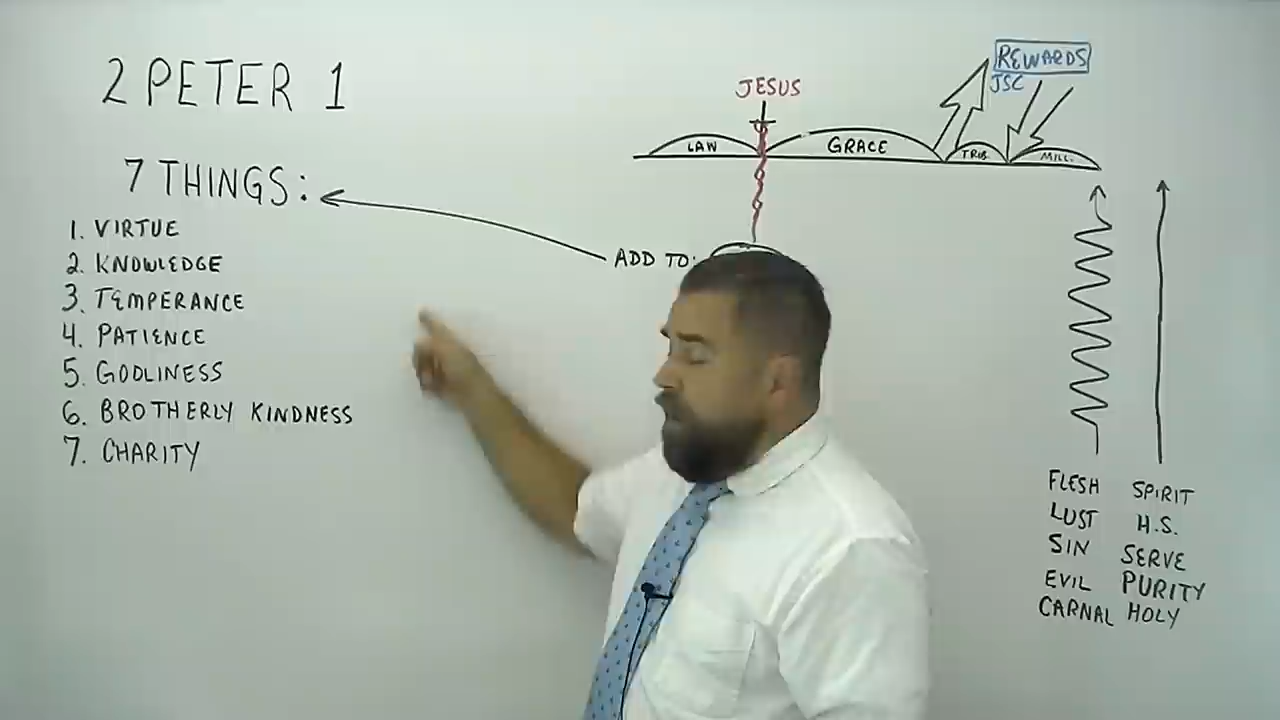 2 PETER 1
7 THINGS:
1. VIRTUE
2. KNOWLEDGE
3. TEMPERANCE
4. PATIENCE
5. GODLINESS
6. BROTHERLY KINDNESS
7. CHARITY
ADD TO:
JESUS
REWARDS
JSC
LAW
GRACE
TRIB
MILL.
FLESH SPIRIT
LUST H.S.
SIN SERVE
EVIL PURITY
CARNAL HOLY